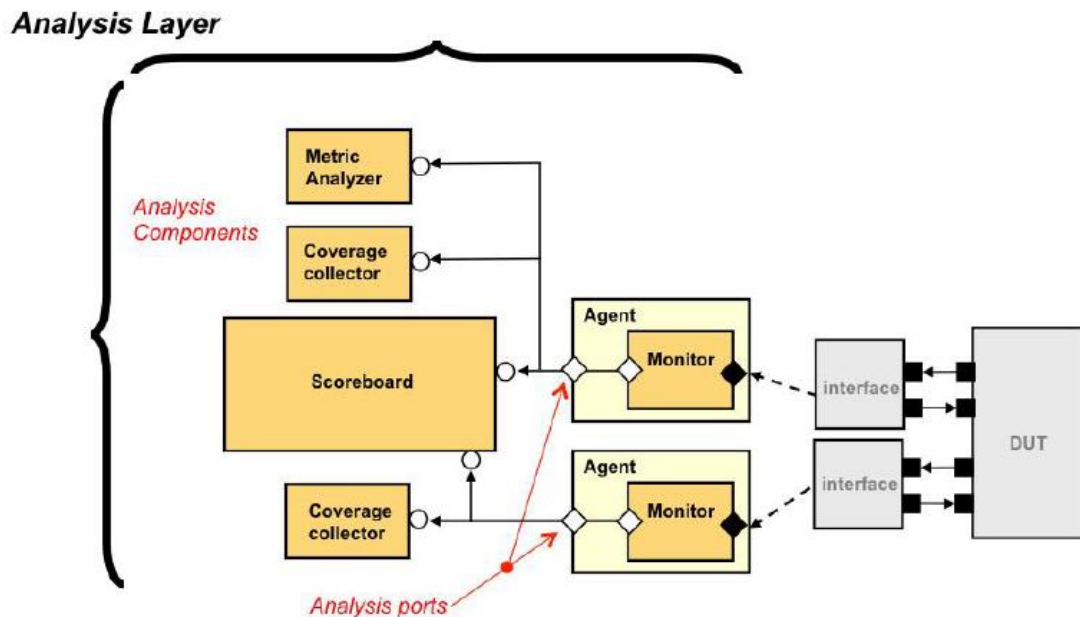 Analysis Layer
Metric
Analyzer
Analysis
Components
Coverage
collector
Agent
Monitor
Scoreboard
interface
DUT
Agent
Monitor
interface
Coverage
collector
Analysis ports